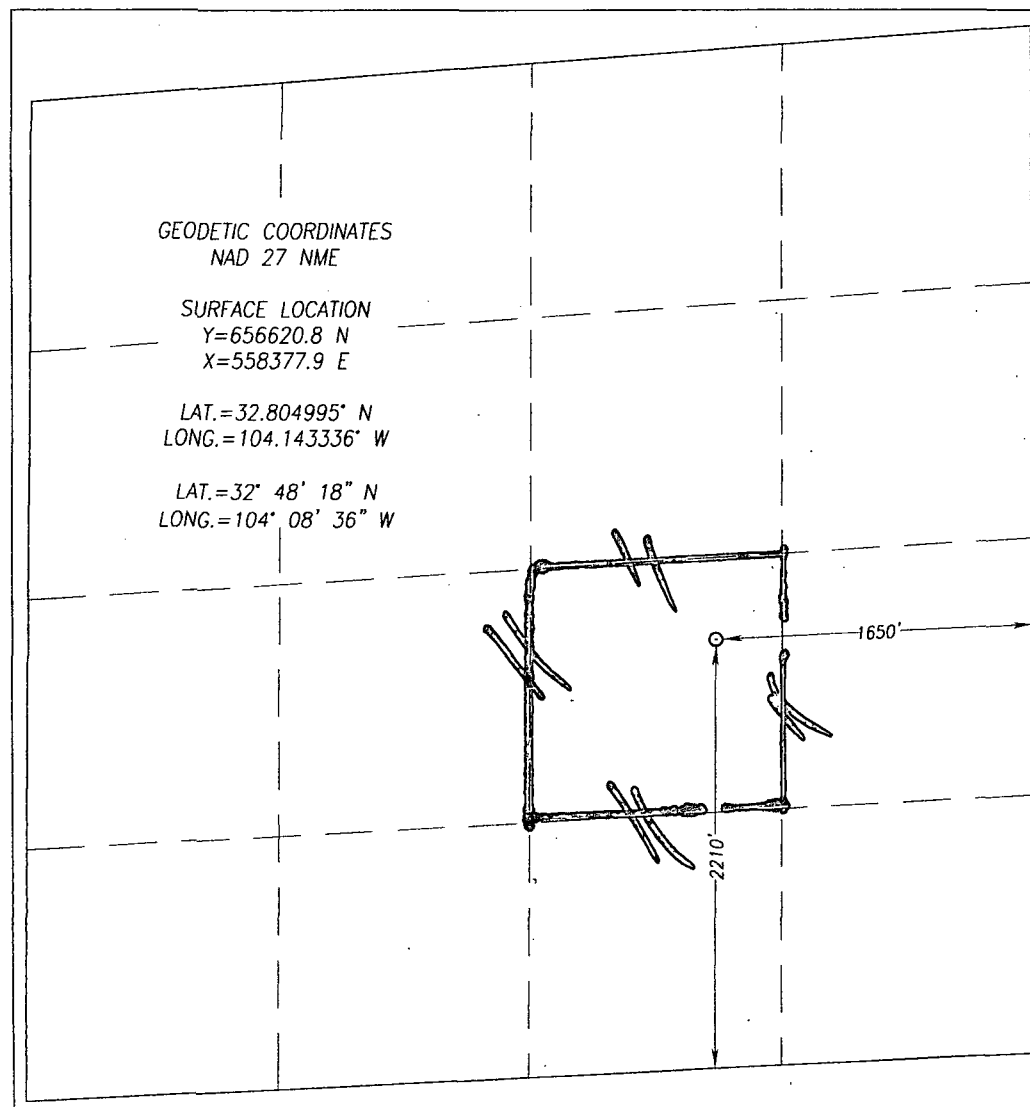 GEODETIC COORDINATES
NAD 27 NME
SURFACE LOCATION
Y=656620.8 N
X=558377.9 E
LAT.=32.804995° N
LONG.=104.143336° W
LAT.=32° 48' 18" N
LONG.=104° 08' 36" W
1650'
2210'